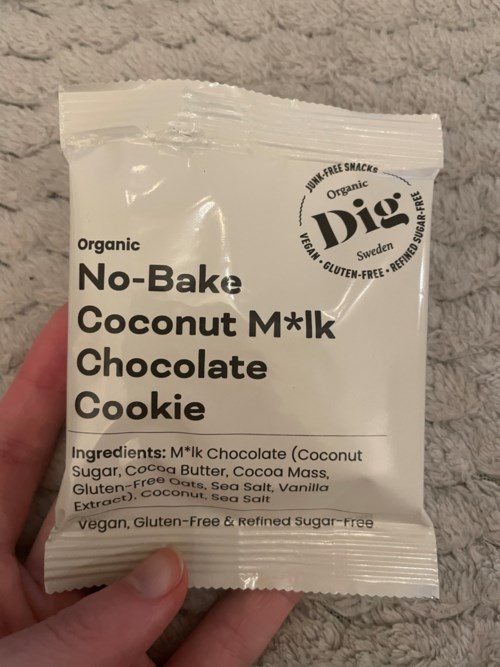 JUNK-FREE SNACKS
Organic
Dig
Sweden
VEGAN • GLUTEN-FREE • REFINED SUGAR-FREE
Organic
No-Bake
Coconut M*lk
Chocolate
Cookie
Ingredients: M*lk Chocolate (Coconut
Sugar, Cocoa Butter, Cocoa Mass,
Gluten-Free Oats, Sea Salt, Vanilla
Extract), Coconut, Sea Salt
Vegan, Gluten-Free & Refined Sugar-Free